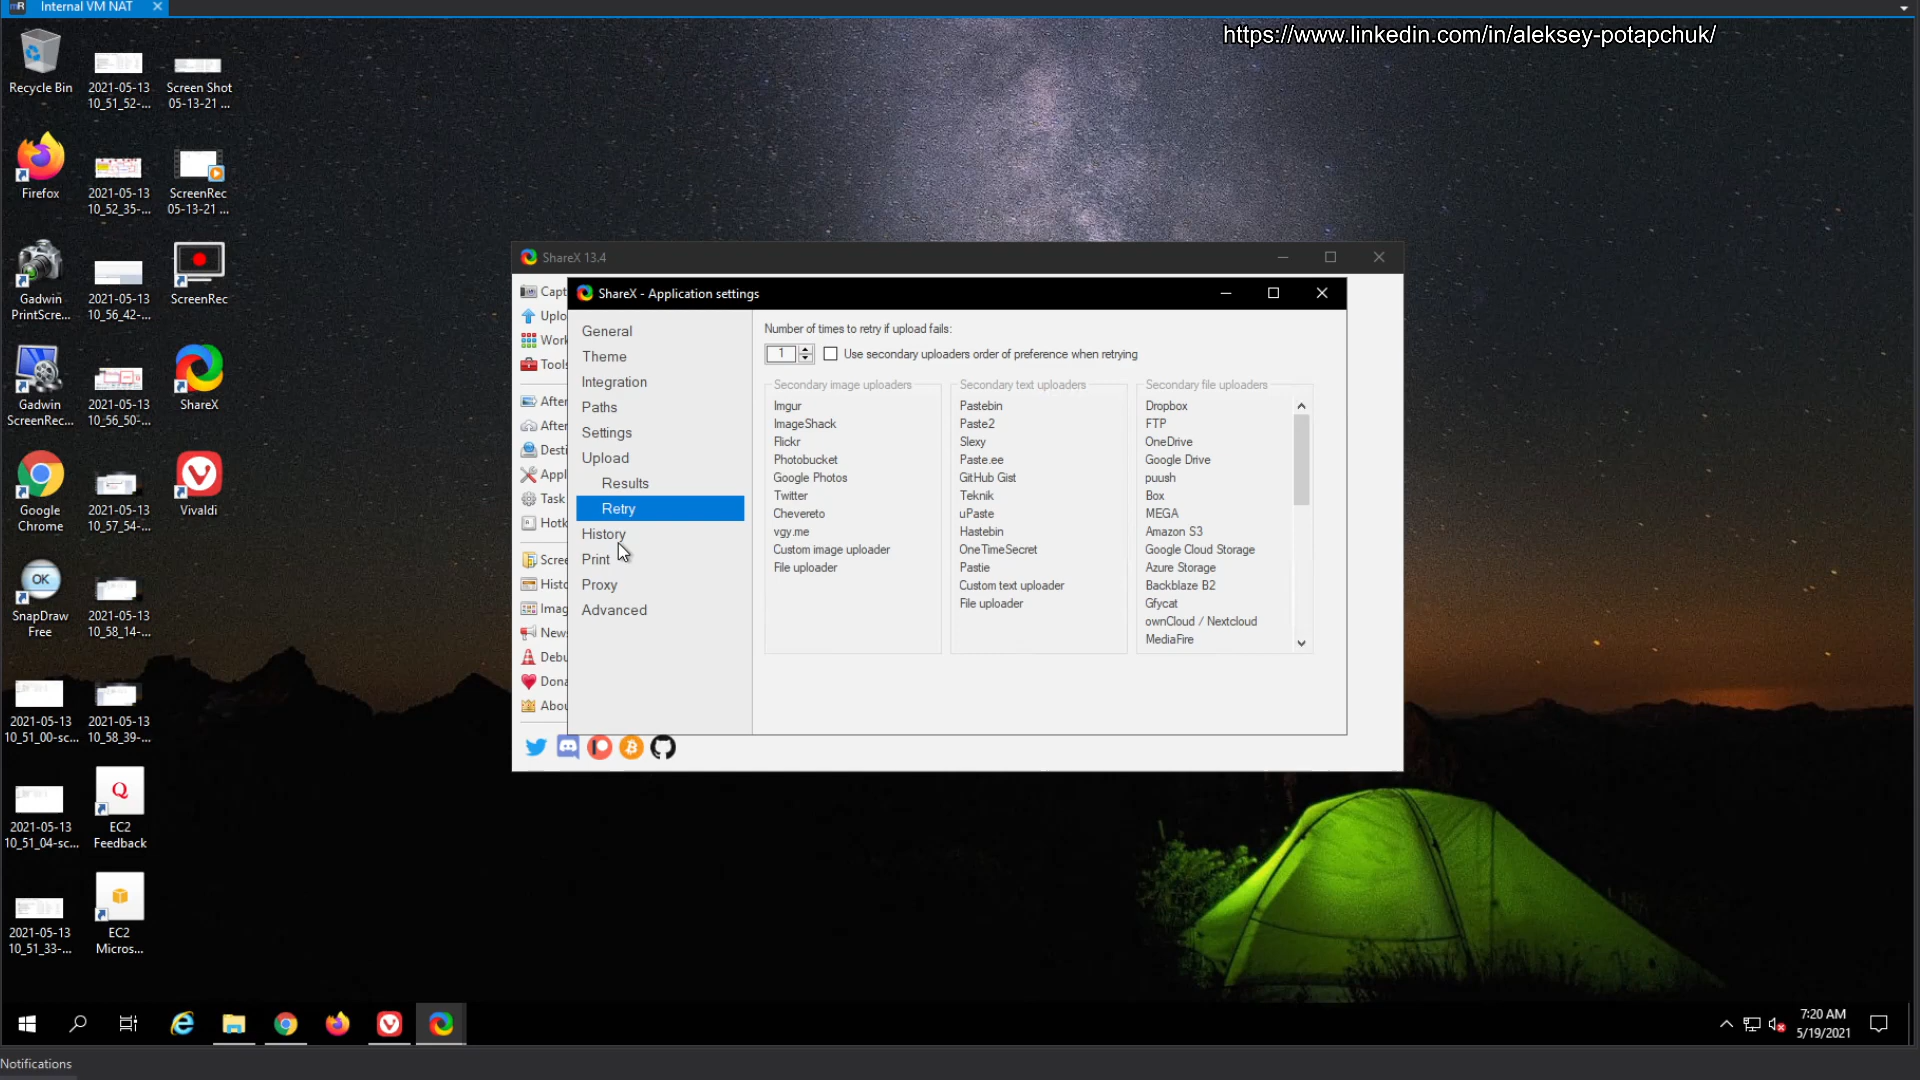 Internal VM NAT
https://www.linkedin.com/in/aleksey-potapchuk/
Recycle Bin
2021-05-13
10_51_52-...
Screen Shot
05-13-21 ...
Firefox
2021-05-13
10_52_35-...
ScreenRec
05-13-21 ...
Gadwin
PrintScre...
2021-05-13
10_56_42-...
ScreenRec
Gadwin
ScreenRec...
2021-05-13
10_56_50-...
ShareX
Google
Chrome
2021-05-13
10_57_54-...
Vivaldi
OK
SnapDraw
Free
2021-05-13
10_58_14-...
2021-05-13
10_51_00-sc...
2021-05-13
10_58_39-...
2021-05-13
10_51_04-sc...
EC2
Feedback
2021-05-13
10_51_33-...
EC2
Micros...
ShareX 13.4
Capt
Uplo
Work
Tools
After
After
Desti
Appl
Task
Hotk
Scree
Histo
Imag
News
Debu
Dona
Abou
ShareX - Application settings
General
Theme
Integration
Paths
Settings
Upload
Results
Retry
History
Print
Proxy
Advanced
Number of times to retry if upload fails:
1
Use secondary uploaders order of preference when retrying
Secondary image uploaders
Imgur
ImageShack
Flickr
Photobucket
Google Photos
Twitter
Chevereto
vgy.me
Custom image uploader
File uploader
Secondary text uploaders
Pastebin
Paste2
Slexy
Paste.ee
GitHub Gist
Teknik
uPaste
Hastebin
OneTimeSecret
Pastie
Custom text uploader
File uploader
Secondary file uploaders
Dropbox
FTP
OneDrive
Google Drive
puush
Box
MEGA
Amazon S3
Google Cloud Storage
Azure Storage
Backblaze B2
Gfycat
ownCloud / Nextcloud
MediaFire
7:20 AM
5/19/2021
Notifications